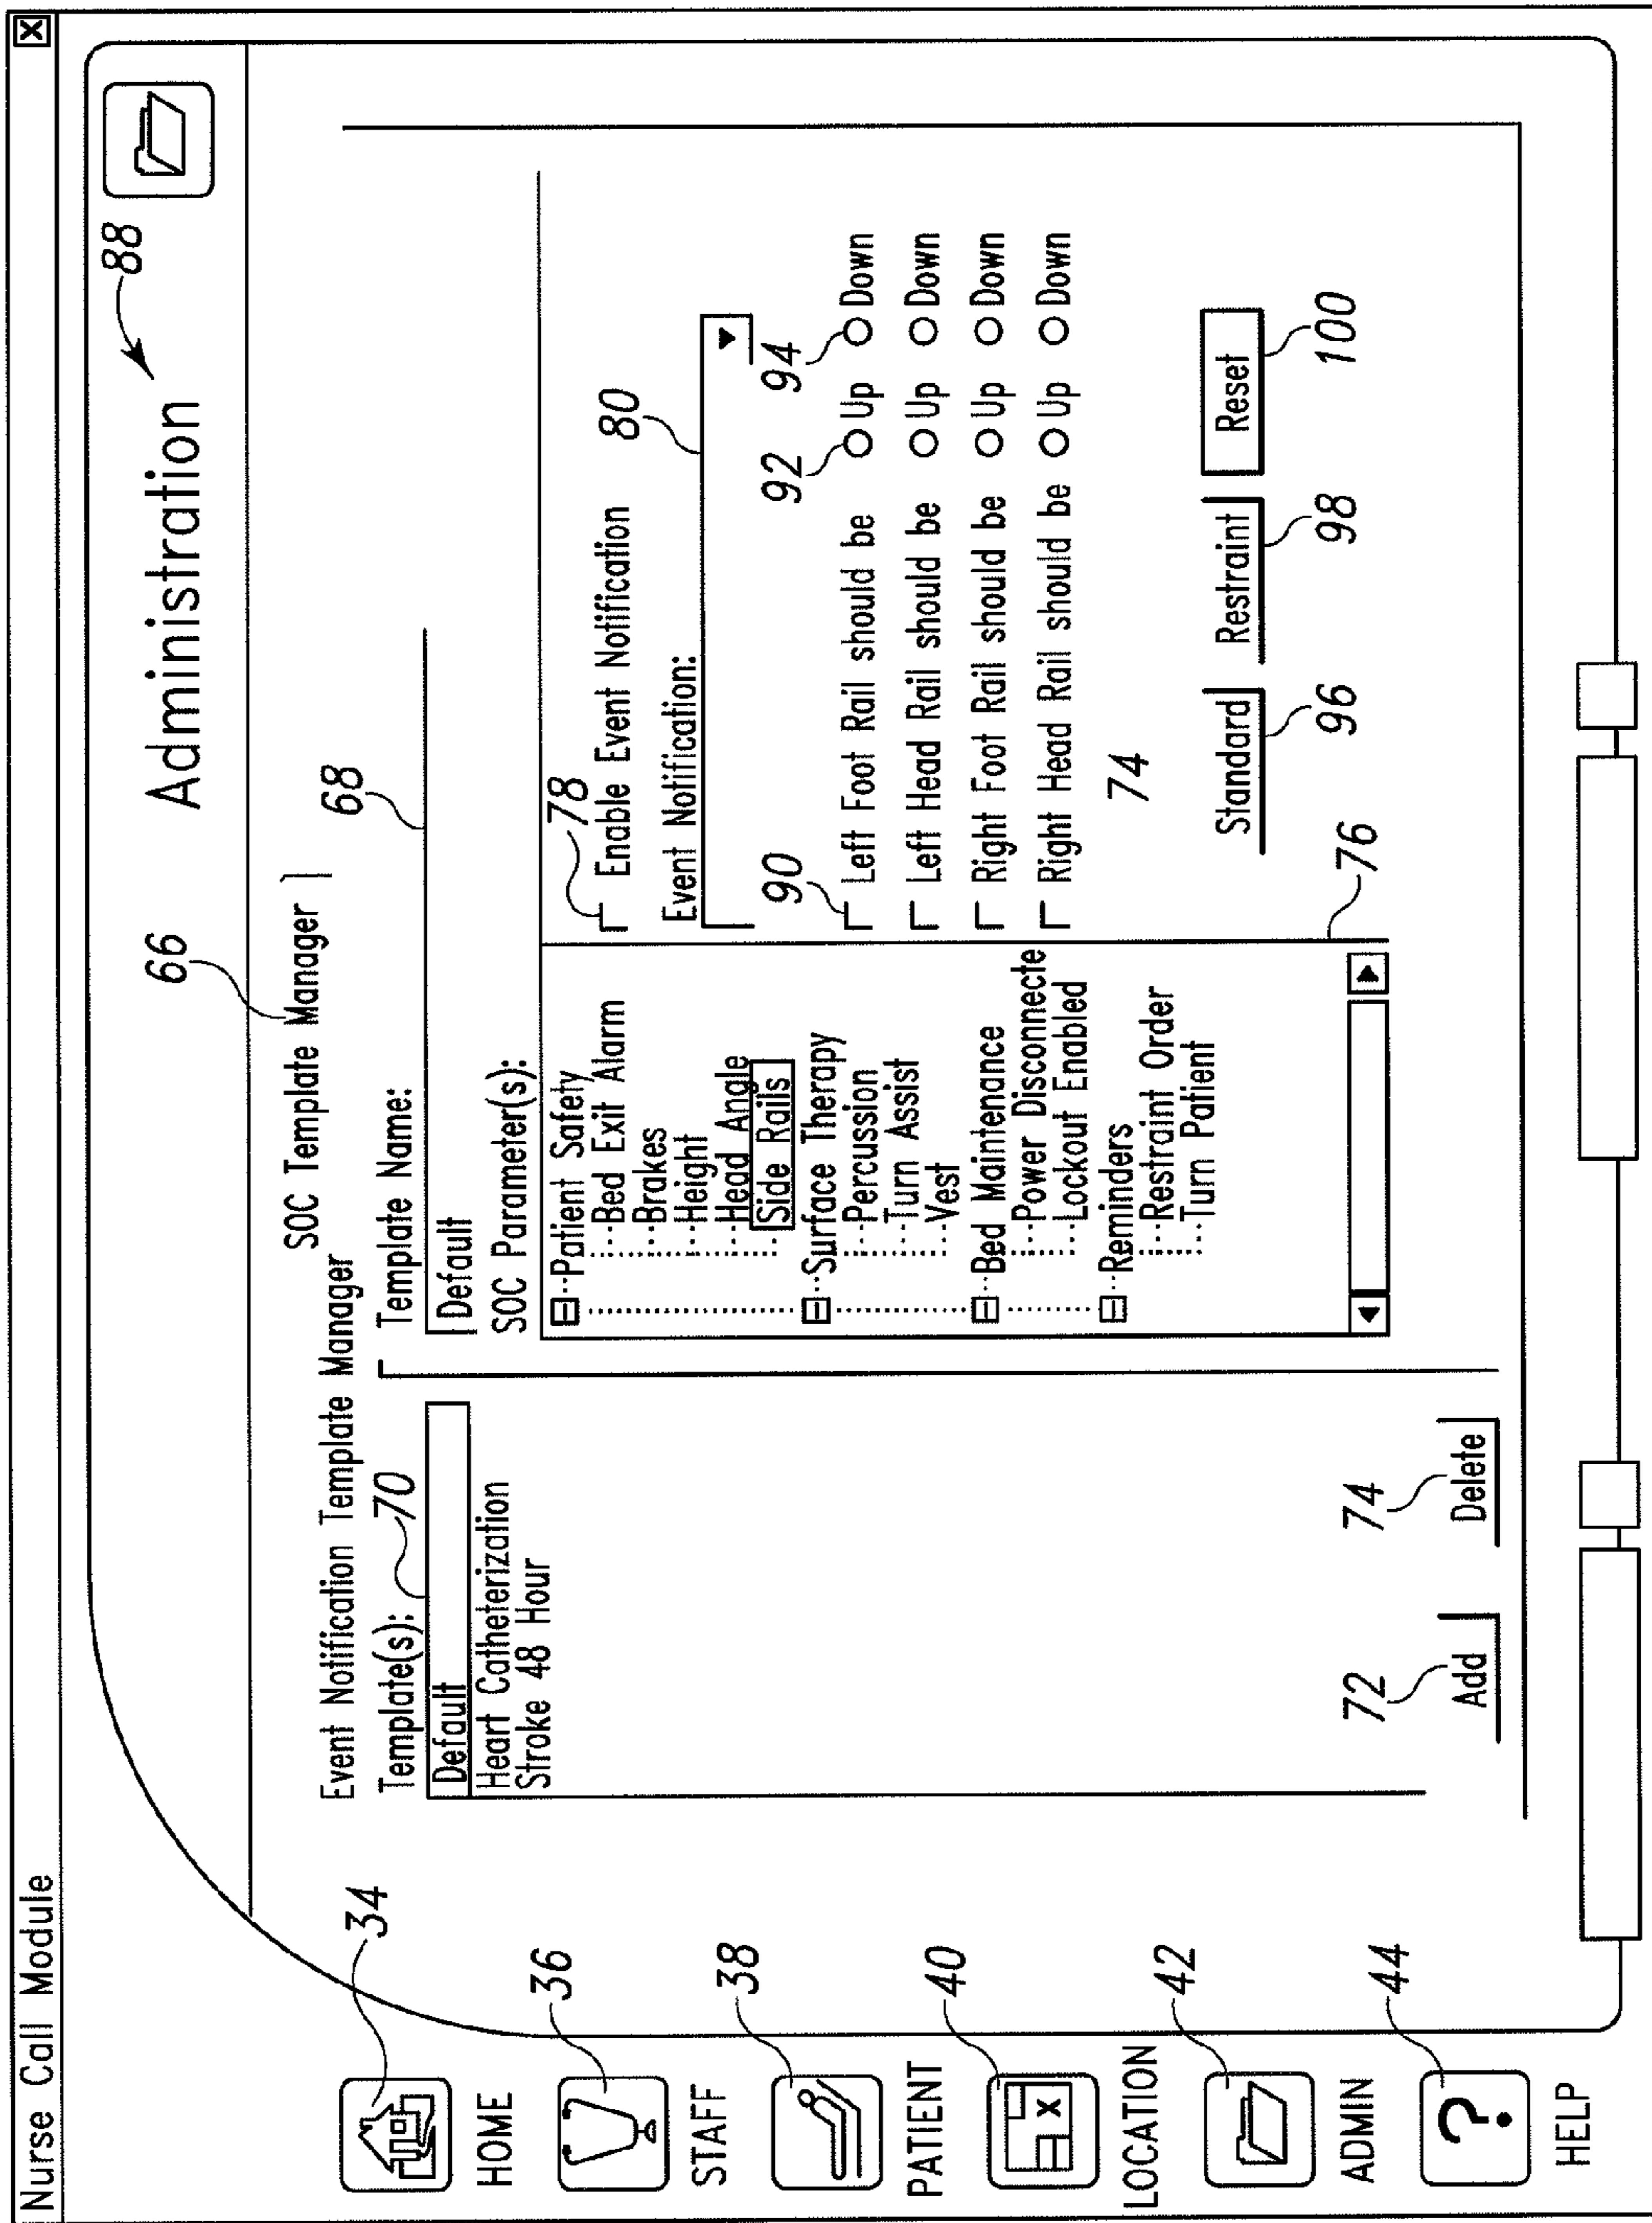 Nurse Call Module
X
Administration
88
66
SOC Template Manager
Event Notification Template Manager
34
HOME
36
STAFF
38
PATIENT
40
X
LOCATION
42
ADMIN
44
?
HELP
Template(s):
70
Default
Heart Catheterization
Stroke 48 Hour
72
Add
74
Delete
Template Name:
68
Default
SOC Parameter(s):
Patient Safety
Bed Exit Alarm
Brakes
Height
Head Angle
Side Rails
Surface Therapy
Percussion
Turn Assist
Vest
Bed Maintenance
Power Disconnecte
Lockout Enabled
Reminders
Restraint Order
Turn Patient
76
78
Enable Event Notification
Event Notification:
80
90 92 94
Left Foot Rail should be Up Down
Left Head Rail should be Up Down
Right Foot Rail should be Up Down
Right Head Rail should be Up Down
74
Standard Restraint Reset
96 98 100